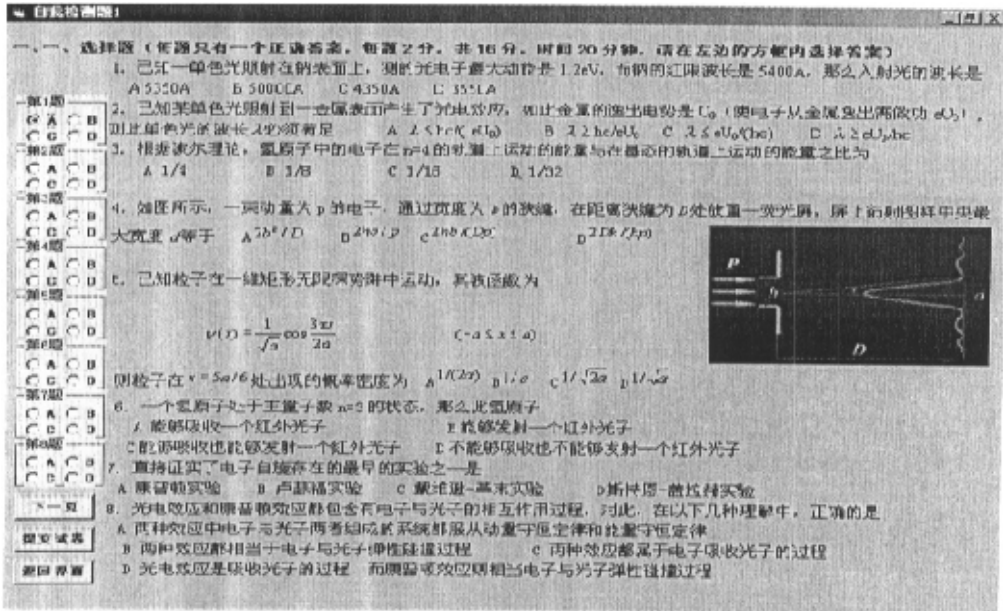 自我检测题1
一、一、选择题(每题只有一个正确答案,每题2分,共16分,时间20分钟,请在左边的方框内选择答案)
1. 已知一单色光照射在钠表面上,测的光电子最大动能是1.2eV,而钠的红限波长是5400A,那么入射光的波长是
A 5350A B 5000A C 4350A D 3551A
2. 已知某单色光照射到一金属表面产生了光电效应,如此金属的逸出电势是U₀(使电子从金属逸出需做功eU₀),
则此单色光的波长λ必须满足 A λ≤hc/(eU₀) B λ≥hc/eU₀ C λ≤eU₀/(hc) D λ≥eU₀/hc
3. 根据波尔理论,氢原子中的电子在n=4的轨道上运动的能量与在基态的轨道上运动的能量之比为
A 1/4 B 1/8 C 1/16 D 1/32
4. 如图所示,一束动量为p的电子,通过宽度为的狭缝,在距离狭缝为D处放置一荧光屏,屏上衍射图样中央最
大宽度d等于
P
a
D
5. 已知粒子在一维矩形无限深势阱中运动,其波函数为
ψ(x) = 1/√a cos 3πx/2a (-a ≤ x ≤ a)
则粒子在x=5a/6处出现的概率密度为 A 1/(2a) B 1/a C 1/√2a D 1/√a
6. 一个氢原子处于主量子数n=3的状态,那么此氢原子
A 能够吸收一个红外光子 B 能够发射一个红外光子
C 能够吸收也能够发射一个红外光子 D 不能够吸收也不能够发射一个红外光子
7. 直接证实了电子自旋存在的最早的实验之一是
A 康普顿实验 B 卢瑟福实验 C 戴维逊-革末实验 D 斯特恩-盖拉赫实验
8. 光电效应和康普顿效应都包含有电子与光子的相互作用过程,对此,在以下几种理解中,正确的是
A 两种效应中电子与光子两者组成的系统都服从动量守恒定律和能量守恒定律
B 两种效应都相当于电子与光子弹性碰撞过程 C 两种效应都属于电子吸收光子的过程
D 光电效应是吸收光子的过程 而康普顿效应则相当电子与光子弹性碰撞过程
第1题
A B
C D
第2题
A B
C D
第3题
A B
C D
第4题
A B
C D
第5题
A B
C D
第6题
A B
C D
第7题
A B
C D
第8题
A B
C D
下一页
提交试卷
返回界面